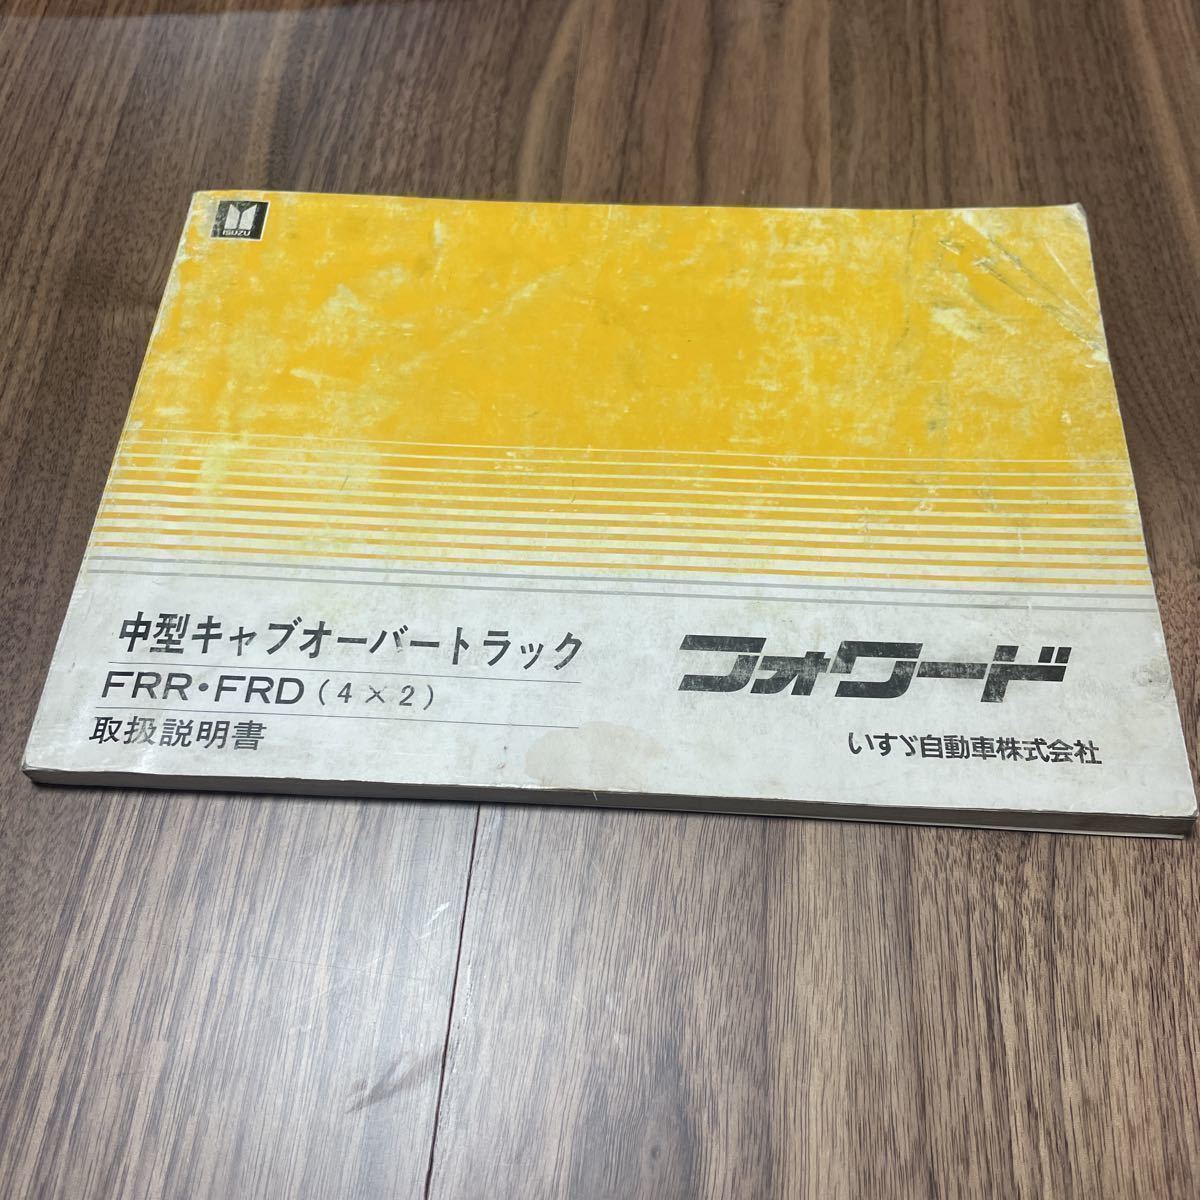 ISUZU
中型キャブオーバートラック
FRR・FRD(4×2)
取扱説明書
フォワード
いすゞ自動車株式会社